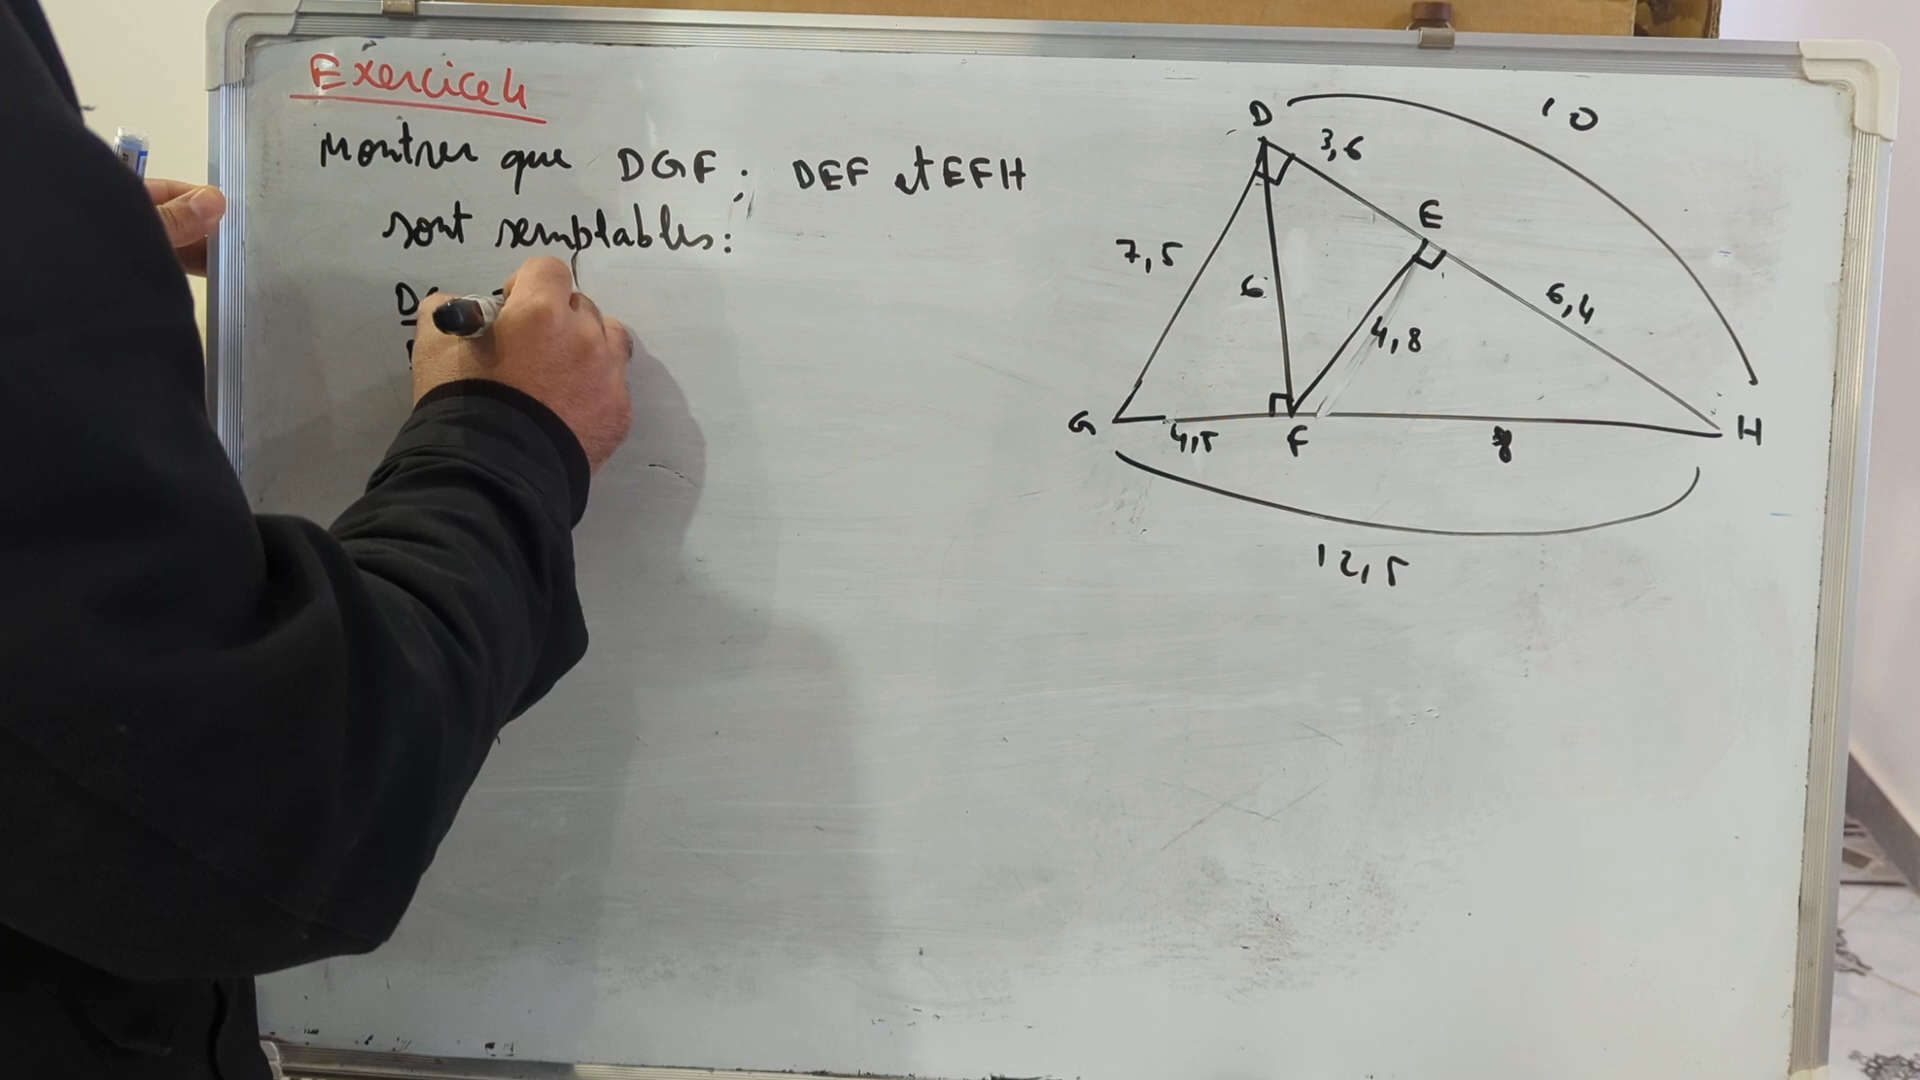 Exercice 4
Montrer que DGF ; DEF et EFH
sont semblables :
D
10
D
3,6
E
7,5
6
6,4
4,8
G
4,5
F
8
H
12,5